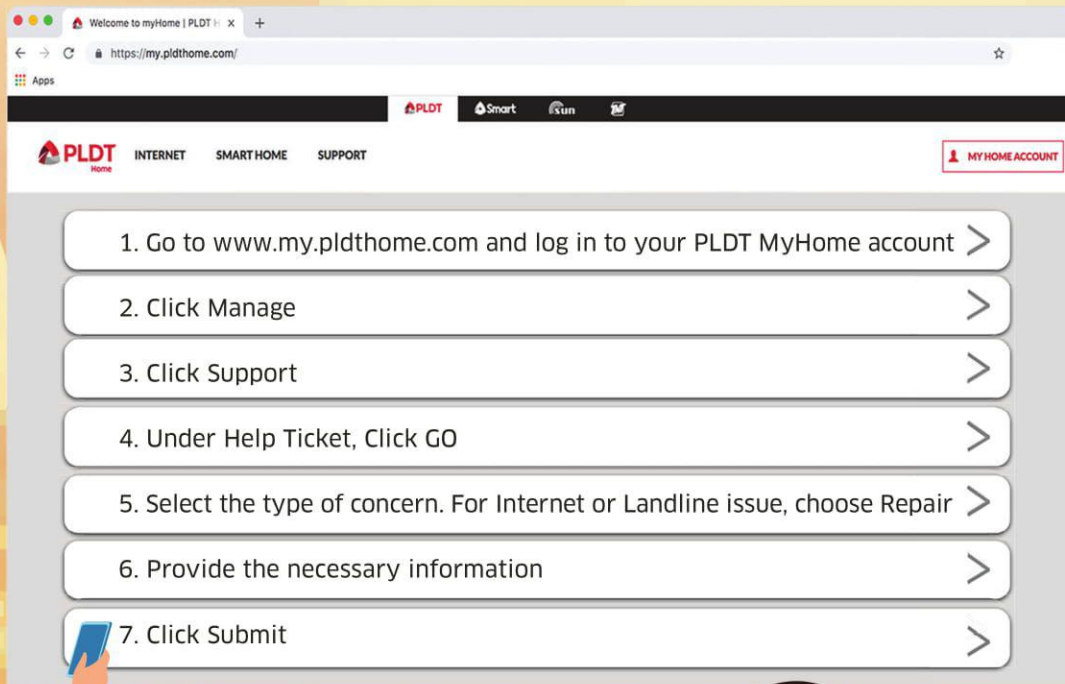 Welcome to myHome | PLDT H
https://my.pldthome.com/
Apps
PLDT Smart Sun
PLDT Home INTERNET SMART HOME SUPPORT MY HOME ACCOUNT
1. Go to www.my.pldthome.com and log in to your PLDT MyHome account
2. Click Manage
3. Click Support
4. Under Help Ticket, Click GO
5. Select the type of concern. For Internet or Landline issue, choose Repair
6. Provide the necessary information
7. Click Submit